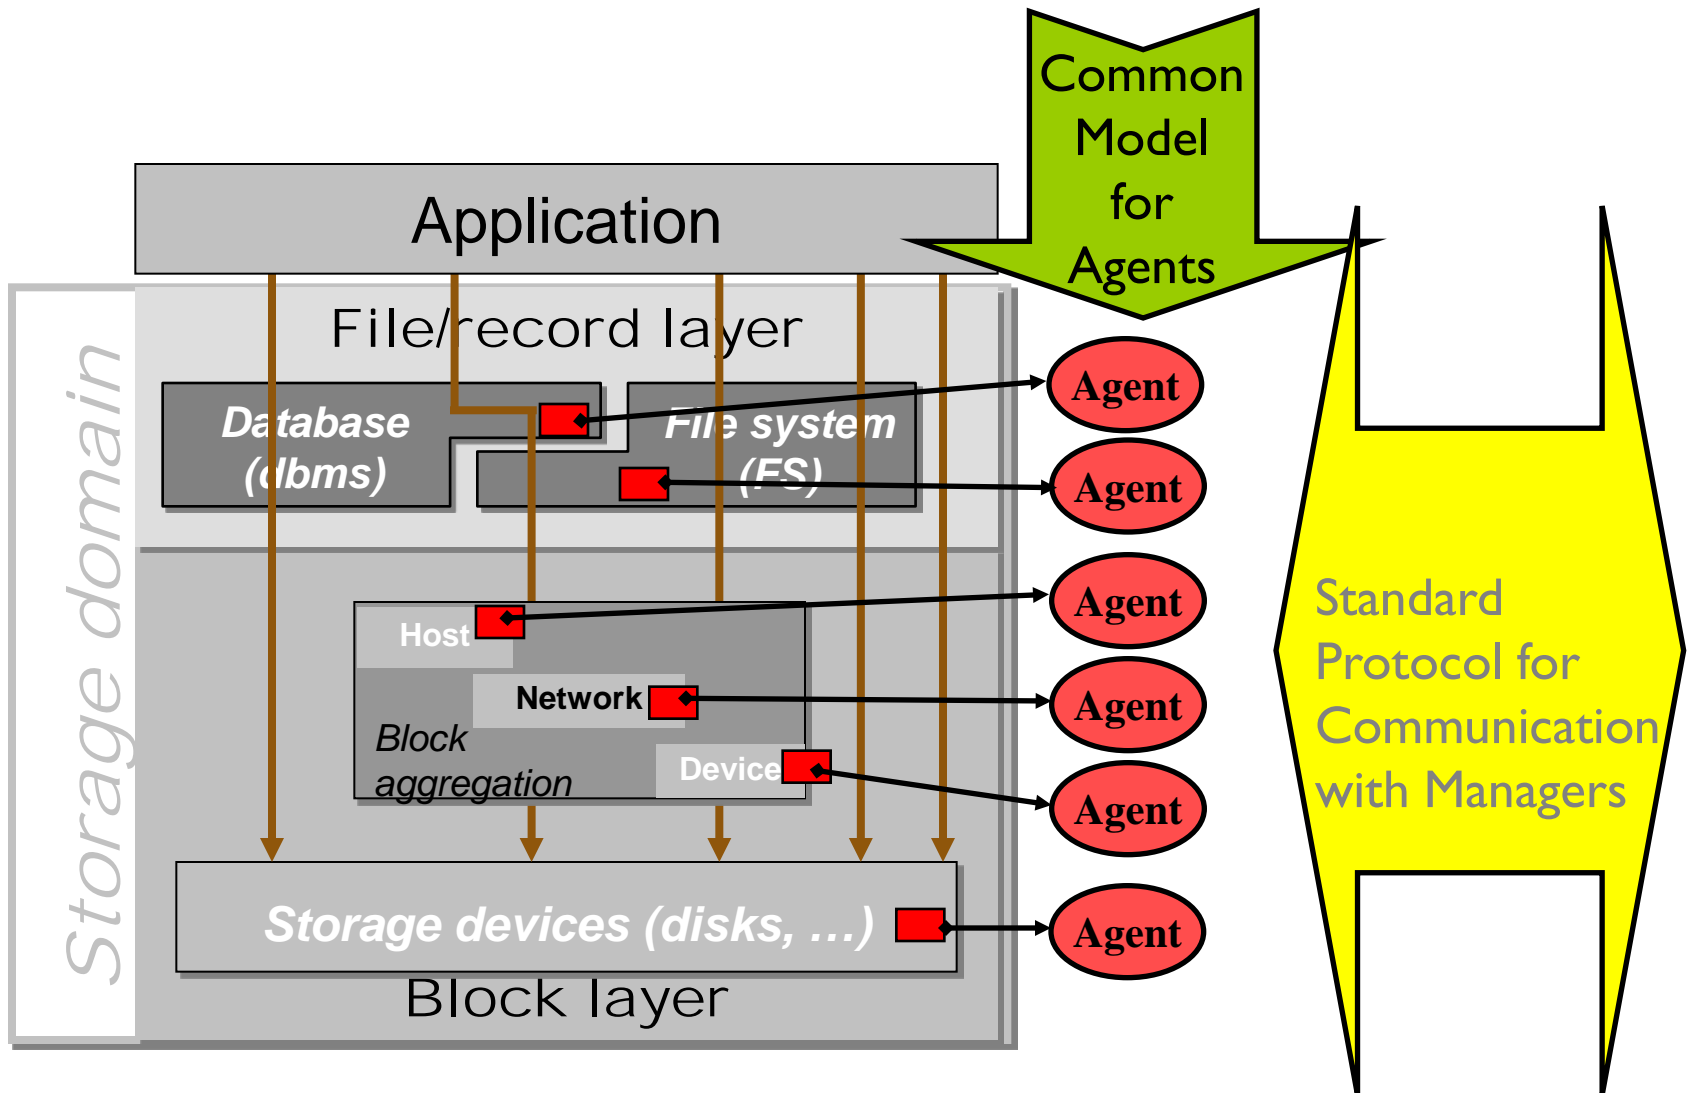 Common
Model
for
Agents
Application
File/record layer
Storage domain
Database
(dbms)
File system
(FS)
Host
Network
Device
Block
aggregation
Storage devices (disks, …)
Block layer
Agent
Agent
Agent
Agent
Agent
Agent
Standard
Protocol for
Communication
with Managers